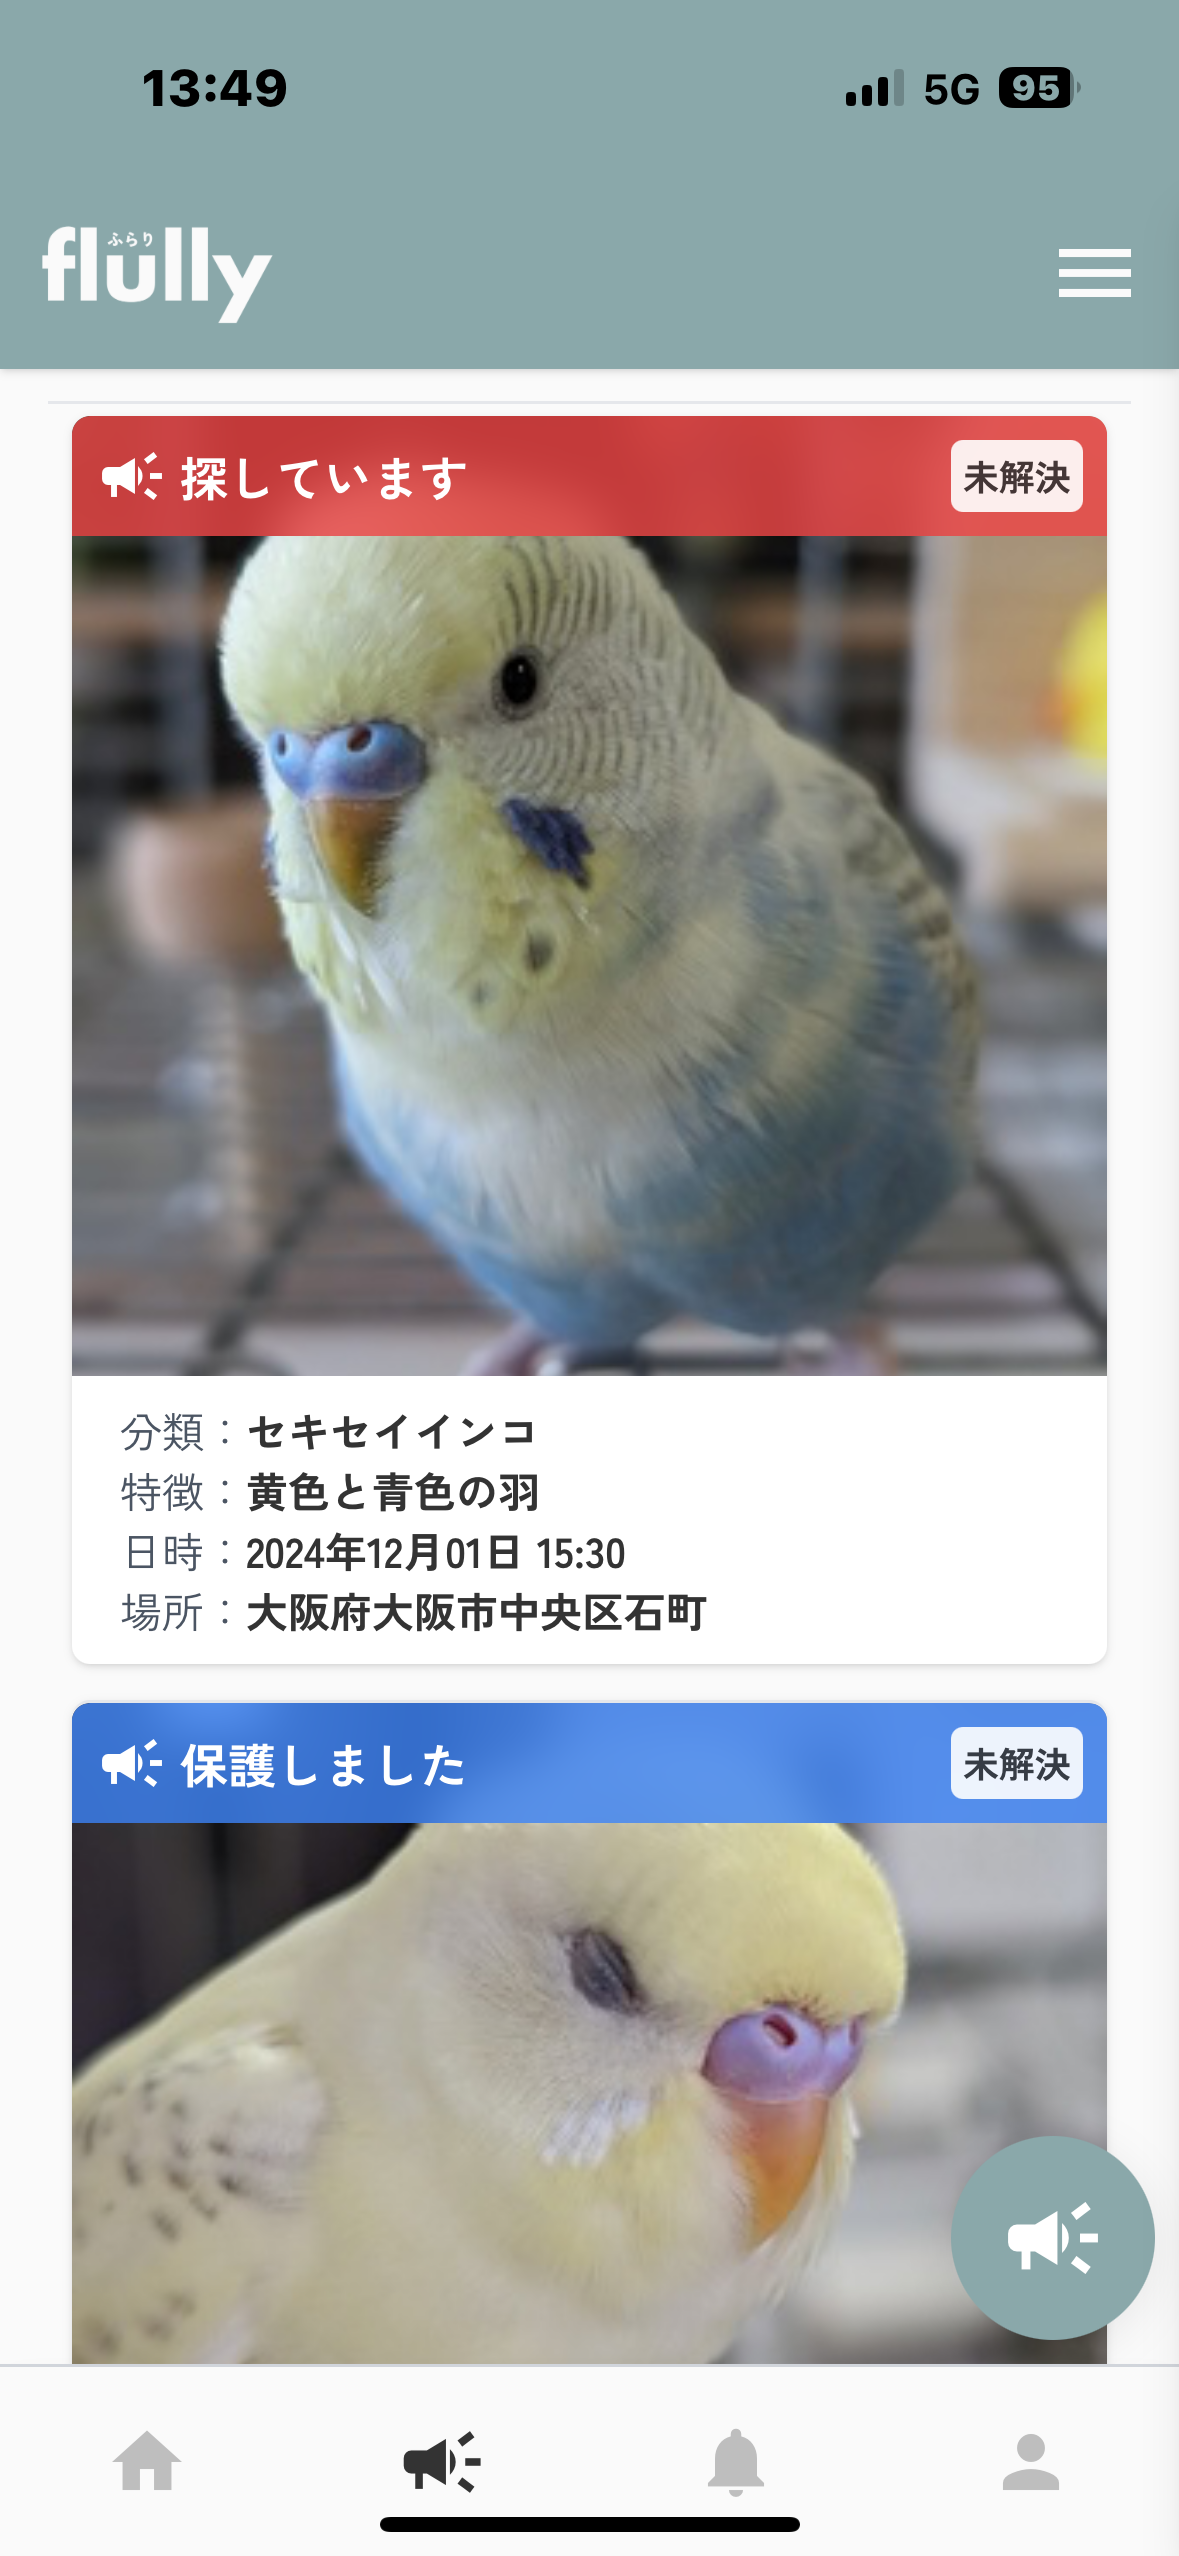 13:49
5G 95
flully
ふらり
探しています
未解決
分類：セキセイインコ
特徴：黄色と青色の羽
日時：2024年12月01日 15:30
場所：大阪府大阪市中央区石町
保護しました
未解決